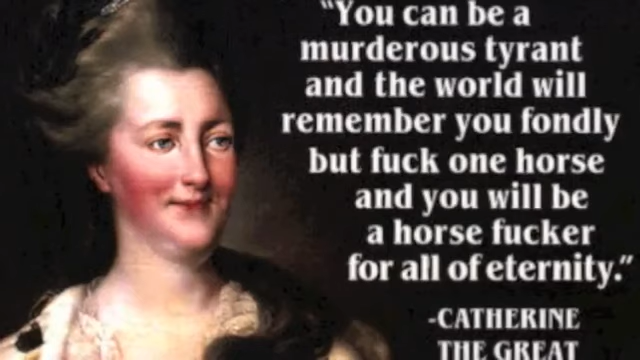 "You can be a
murderous tyrant
and the world will
remember you fondly
but fuck one horse
and you will be
a horse fucker
for all of eternity."
-CATHERINE
THE GREAT